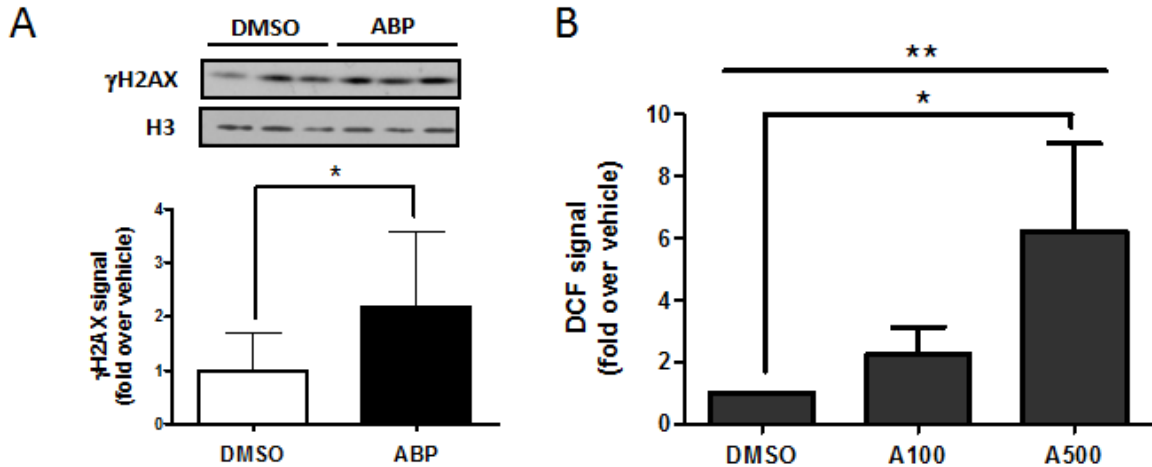 A
DMSO ABP
γH2AX
H3
*
4
3
2
1
0
γH2AX signal
(fold over vehicle)
DMSO ABP
B
**
*
10
8
6
4
2
0
DCF signal
(fold over vehicle)
DMSO A100 A500